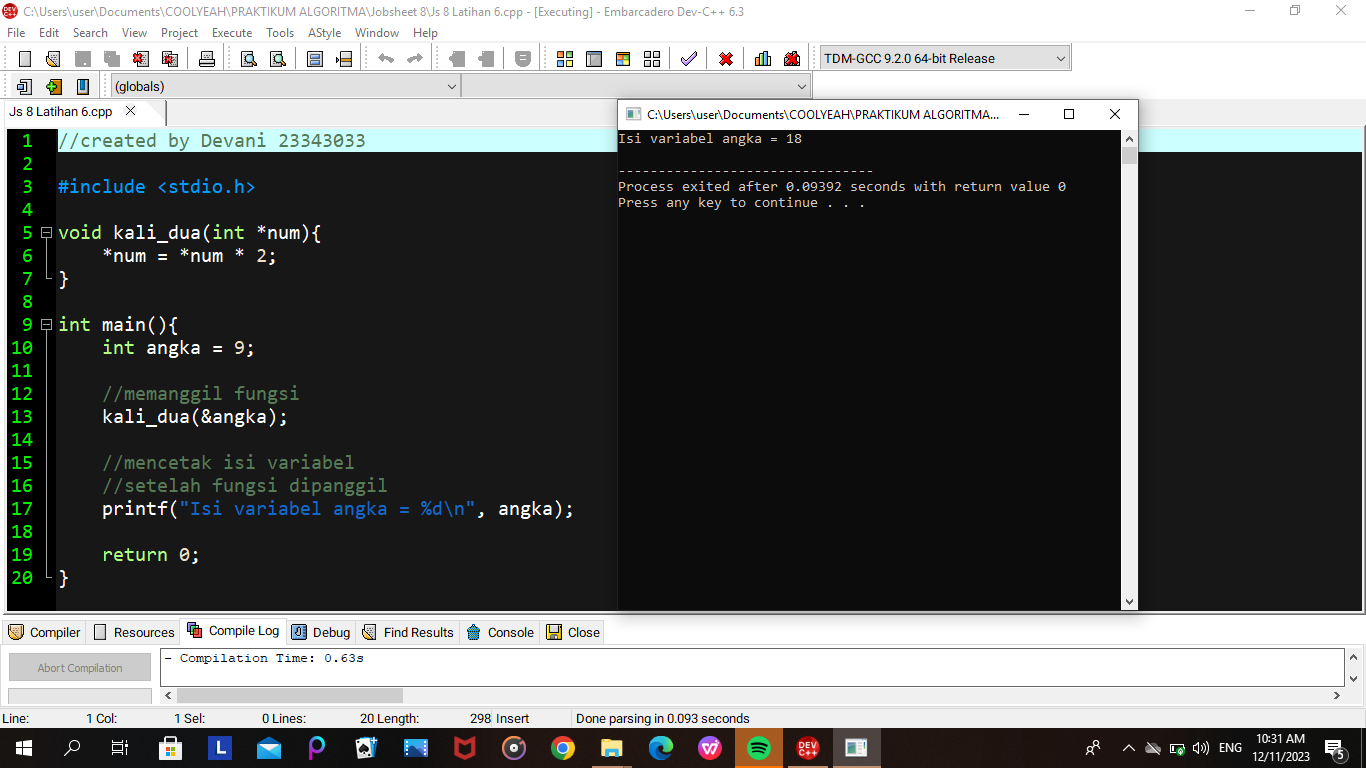 C:\Users\user\Documents\COOLYEAH\PRAKTIKUM ALGORITMA\Jobsheet 8\Js 8 Latihan 6.cpp - [Executing] - Embarcadero Dev-C++ 6.3
File Edit Search View Project Execute Tools AStyle Window Help
TDM-GCC 9.2.0 64-bit Release
(globals)
Js 8 Latihan 6.cpp
1 //created by Devani 23343033
2
3 #include <stdio.h>
4
5 void kali_dua(int *num){
6 *num = *num * 2;
7 }
8
9 int main(){
10 int angka = 9;
11
12 //memanggil fungsi
13 kali_dua(&angka);
14
15 //mencetak isi variabel
16 //setelah fungsi dipanggil
17 printf("Isi variabel angka = %d\n", angka);
18
19 return 0;
20 }
C:\Users\user\Documents\COOLYEAH\PRAKTIKUM ALGORITMA...
Isi variabel angka = 18
--------------------------------
Process exited after 0.09392 seconds with return value 0
Press any key to continue . . .
Compiler Resources Compile Log Debug Find Results Console Close
Abort Compilation
- Compilation Time: 0.63s
Line: 1 Col: 1 Sel: 0 Lines: 20 Length: 298 Insert Done parsing in 0.093 seconds
L
DEV C++
ENG
10:31 AM
12/11/2023
5